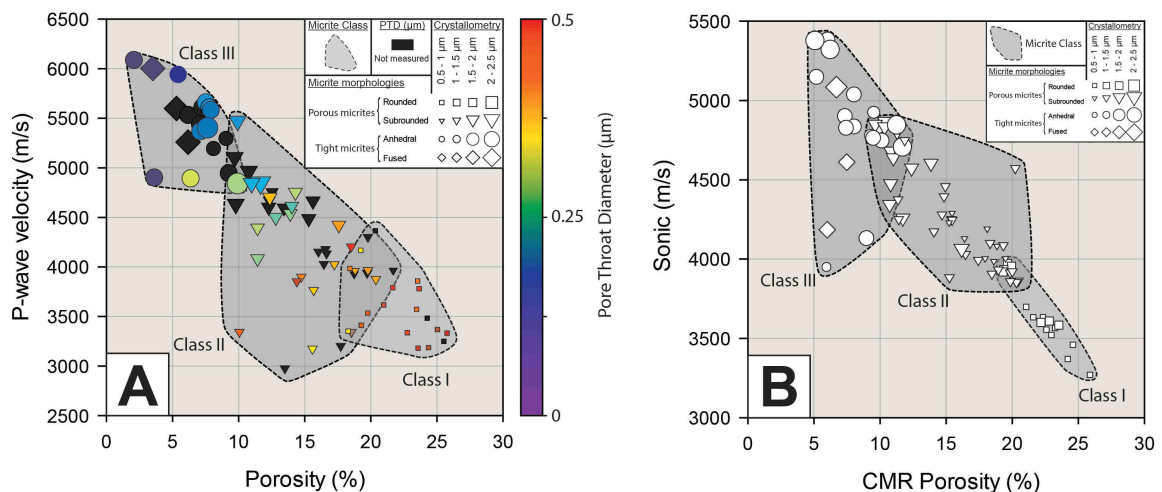 6500
6000
5500
5000
4500
4000
3500
3000
2500
P-wave velocity (m/s)
0 5 10 15 20 25 30
Porosity (%)
Class III
Class II
Class I
A
Micrite Class
PTD (μm)
Not measured
Crystallometry
0.5 - 1 μm
1 - 1.5 μm
1.5 - 2 μm
2 - 2.5 μm
Micrite morphologies
Porous micrites
Rounded
Subrounded
Tight micrites
Anhedral
Fused
0.5
0.25
0
Pore Throat Diameter (μm)
5500
5000
4500
4000
3500
3000
Sonic (m/s)
0 5 10 15 20 25 30
CMR Porosity (%)
Class III
Class II
Class I
B
Micrite Class
Crystallometry
0.5 - 1 μm
1 - 1.5 μm
1.5 - 2 μm
2 - 2.5 μm
Micrite morphologies
Porous micrites
Rounded
Subrounded
Tight micrites
Anhedral
Fused